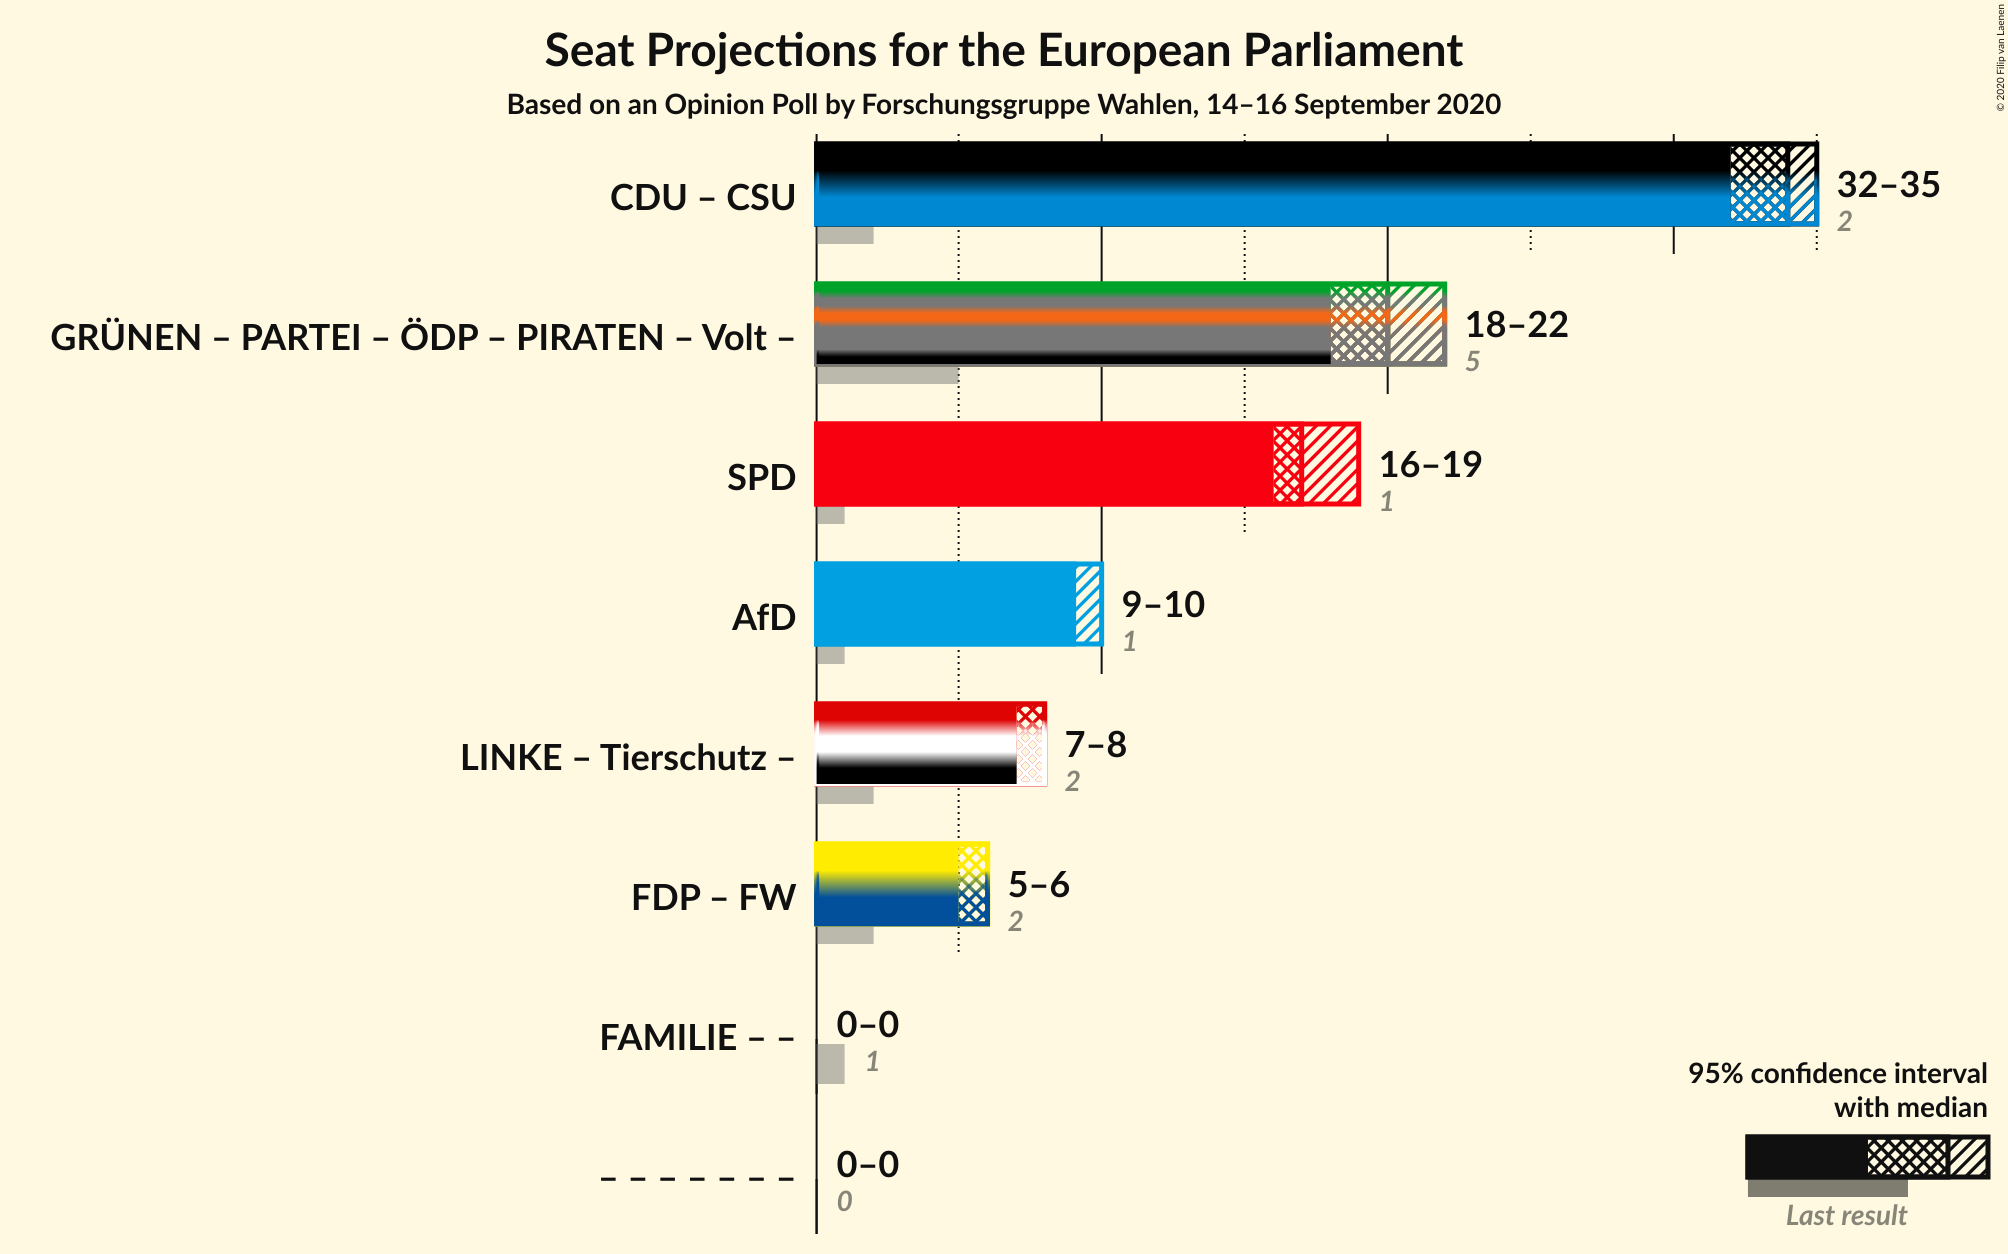 Seat Projections for the European Parliament
Based on an Opinion Poll by Forschungsgruppe Wahlen, 14–16 September 2020
© 2020 Filip van Laenen
CDU – CSU
32–35
2
GRÜNEN – PARTEI – ÖDP – PIRATEN – Volt –
18–22
5
SPD
16–19
1
AfD
9–10
1
LINKE – Tierschutz –
7–8
2
FDP – FW
5–6
2
FAMILIE – –
0–0
1
– – – – – – –
0–0
0
95% confidence interval
with median
Last result